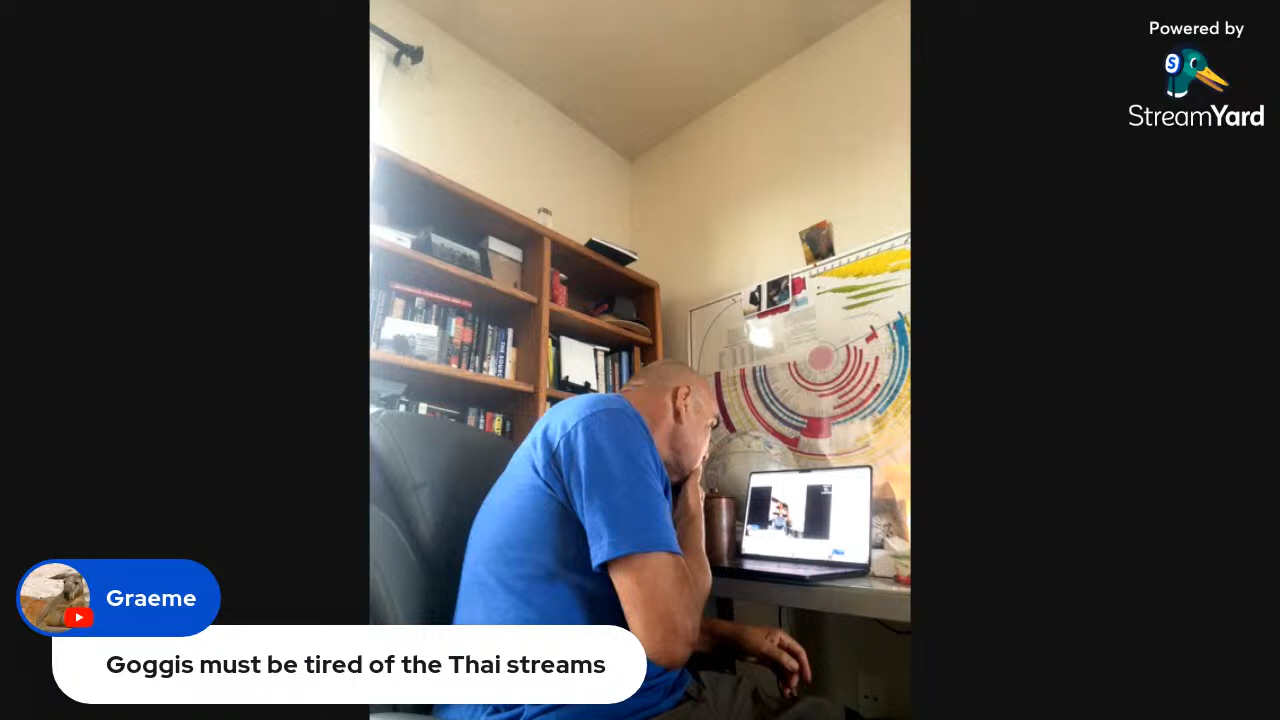 Powered by
StreamYard
Graeme
Goggis must be tired of the Thai streams